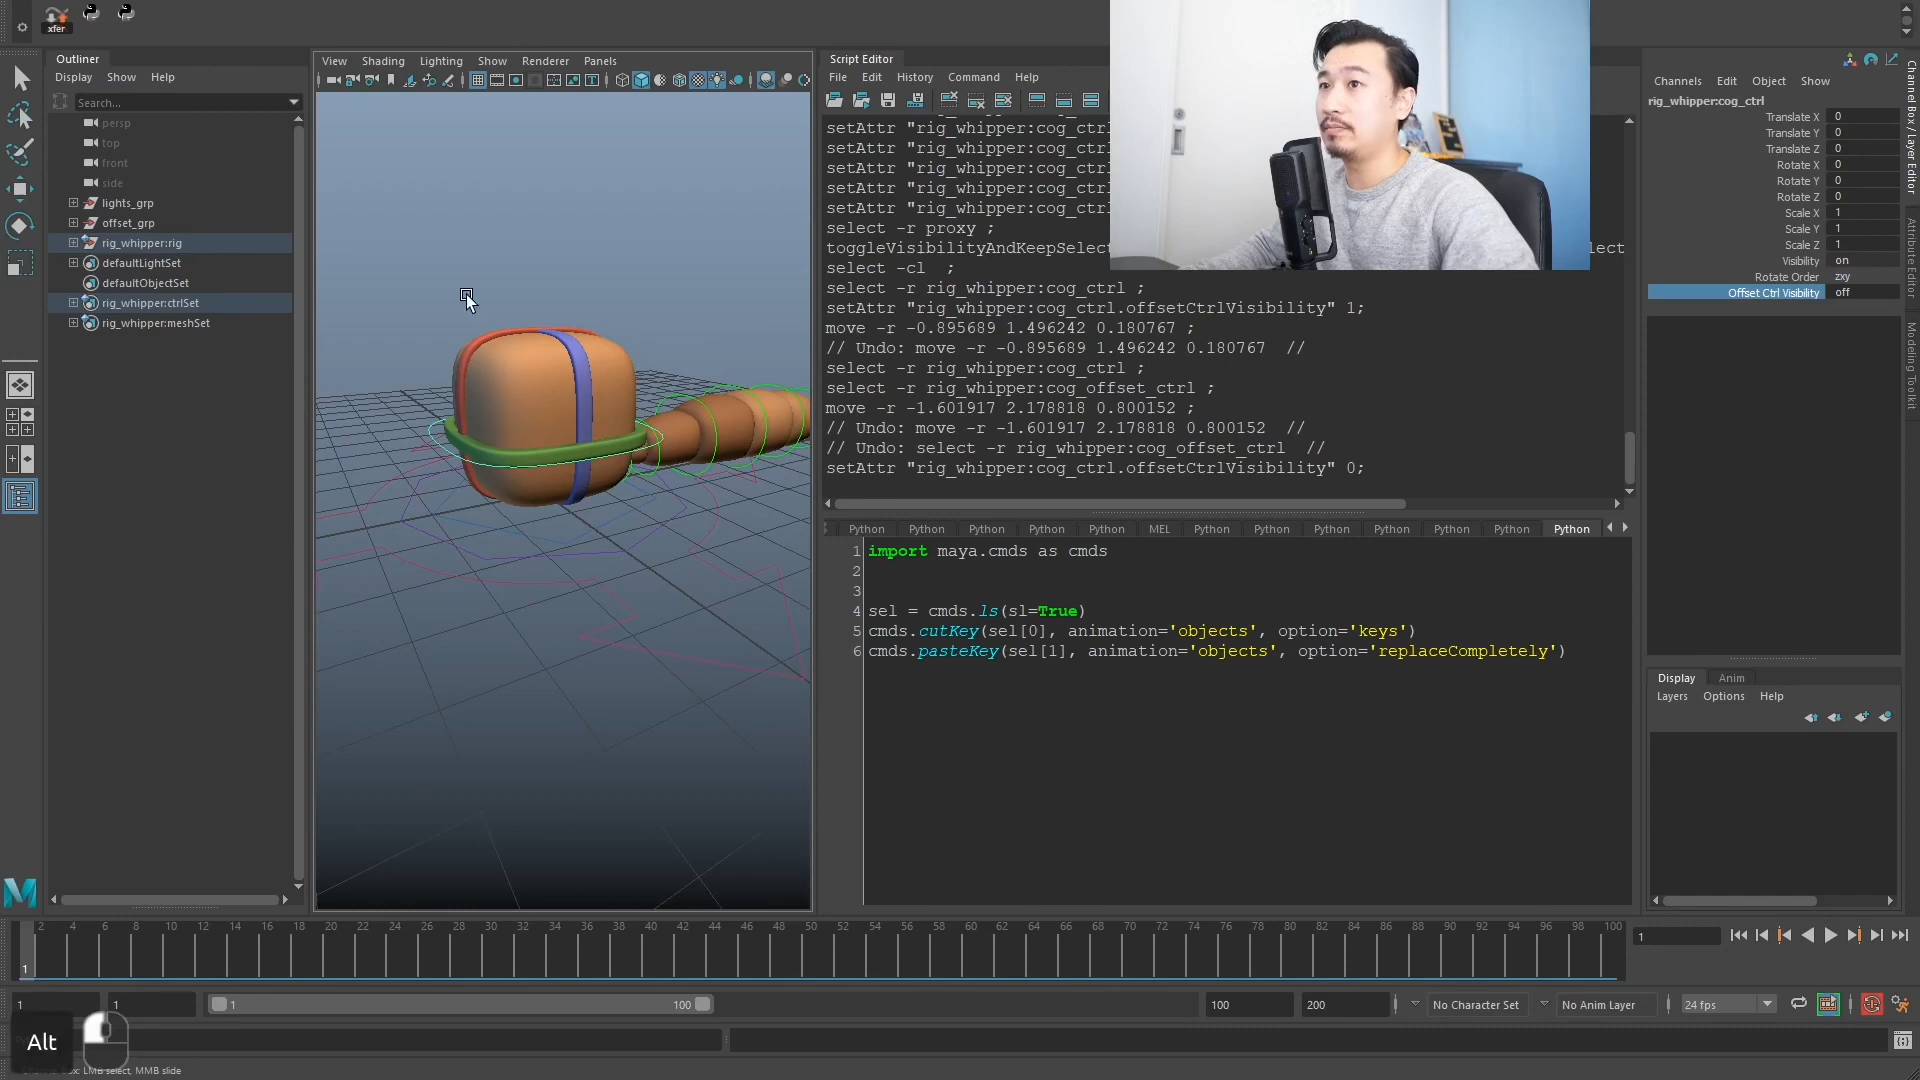 xfer
Outliner
Display Show Help
Search...
persp
top
front
side
lights_grp
offset_grp
rig_whipper:rig
defaultLightSet
defaultObjectSet
rig_whipper:ctrlSet
rig_whipper:meshSet
View Shading Lighting Show Renderer Panels
Script Editor
File Edit History Command Help
setAttr "rig_whipper:cog_ctrl
setAttr "rig_whipper:cog_ctrl
setAttr "rig_whipper:cog_ctrl
setAttr "rig_whipper:cog_ctrl
setAttr "rig_whipper:cog_ctrl
select -r proxy ;
toggleVisibilityAndKeepSelect lect
select -cl ;
select -r rig_whipper:cog_ctrl ;
setAttr "rig_whipper:cog_ctrl.offsetCtrlVisibility" 1;
move -r -0.895689 1.496242 0.180767 ;
// Undo: move -r -0.895689 1.496242 0.180767 //
select -r rig_whipper:cog_ctrl ;
select -r rig_whipper:cog_offset_ctrl ;
move -r -1.601917 2.178818 0.800152 ;
// Undo: move -r -1.601917 2.178818 0.800152 //
// Undo: select -r rig_whipper:cog_offset_ctrl //
setAttr "rig_whipper:cog_ctrl.offsetCtrlVisibility" 0;
Python Python Python Python Python MEL Python Python Python Python Python Python Python
1 import maya.cmds as cmds
2
3
4 sel = cmds.ls(sl=True)
5 cmds.cutKey(sel[0], animation='objects', option='keys')
6 cmds.pasteKey(sel[1], animation='objects', option='replaceCompletely')
Channels Edit Object Show
rig_whipper:cog_ctrl
Translate X 0
Translate Y 0
Translate Z 0
Rotate X 0
Rotate Y 0
Rotate Z 0
Scale X 1
Scale Y 1
Scale Z 1
Visibility on
Rotate Order zxy
Offset Ctrl Visibility off
Channel Box / Layer Editor
Attribute Editor
Modeling Toolkit
Display Anim
Layers Options Help
2 4 6 8 10 12 14 16 18 20 22 24 26 28 30 32 34 36 38 40 42 44 46 48 50 52 54 56 58 60 62 64 66 68 70 72 74 76 78 80 82 84 86 88 90 92 94 96 98 100
1
1
1 1 1 100 100 200 No Character Set No Anim Layer 24 fps
Alt
LMB select, MMB slide